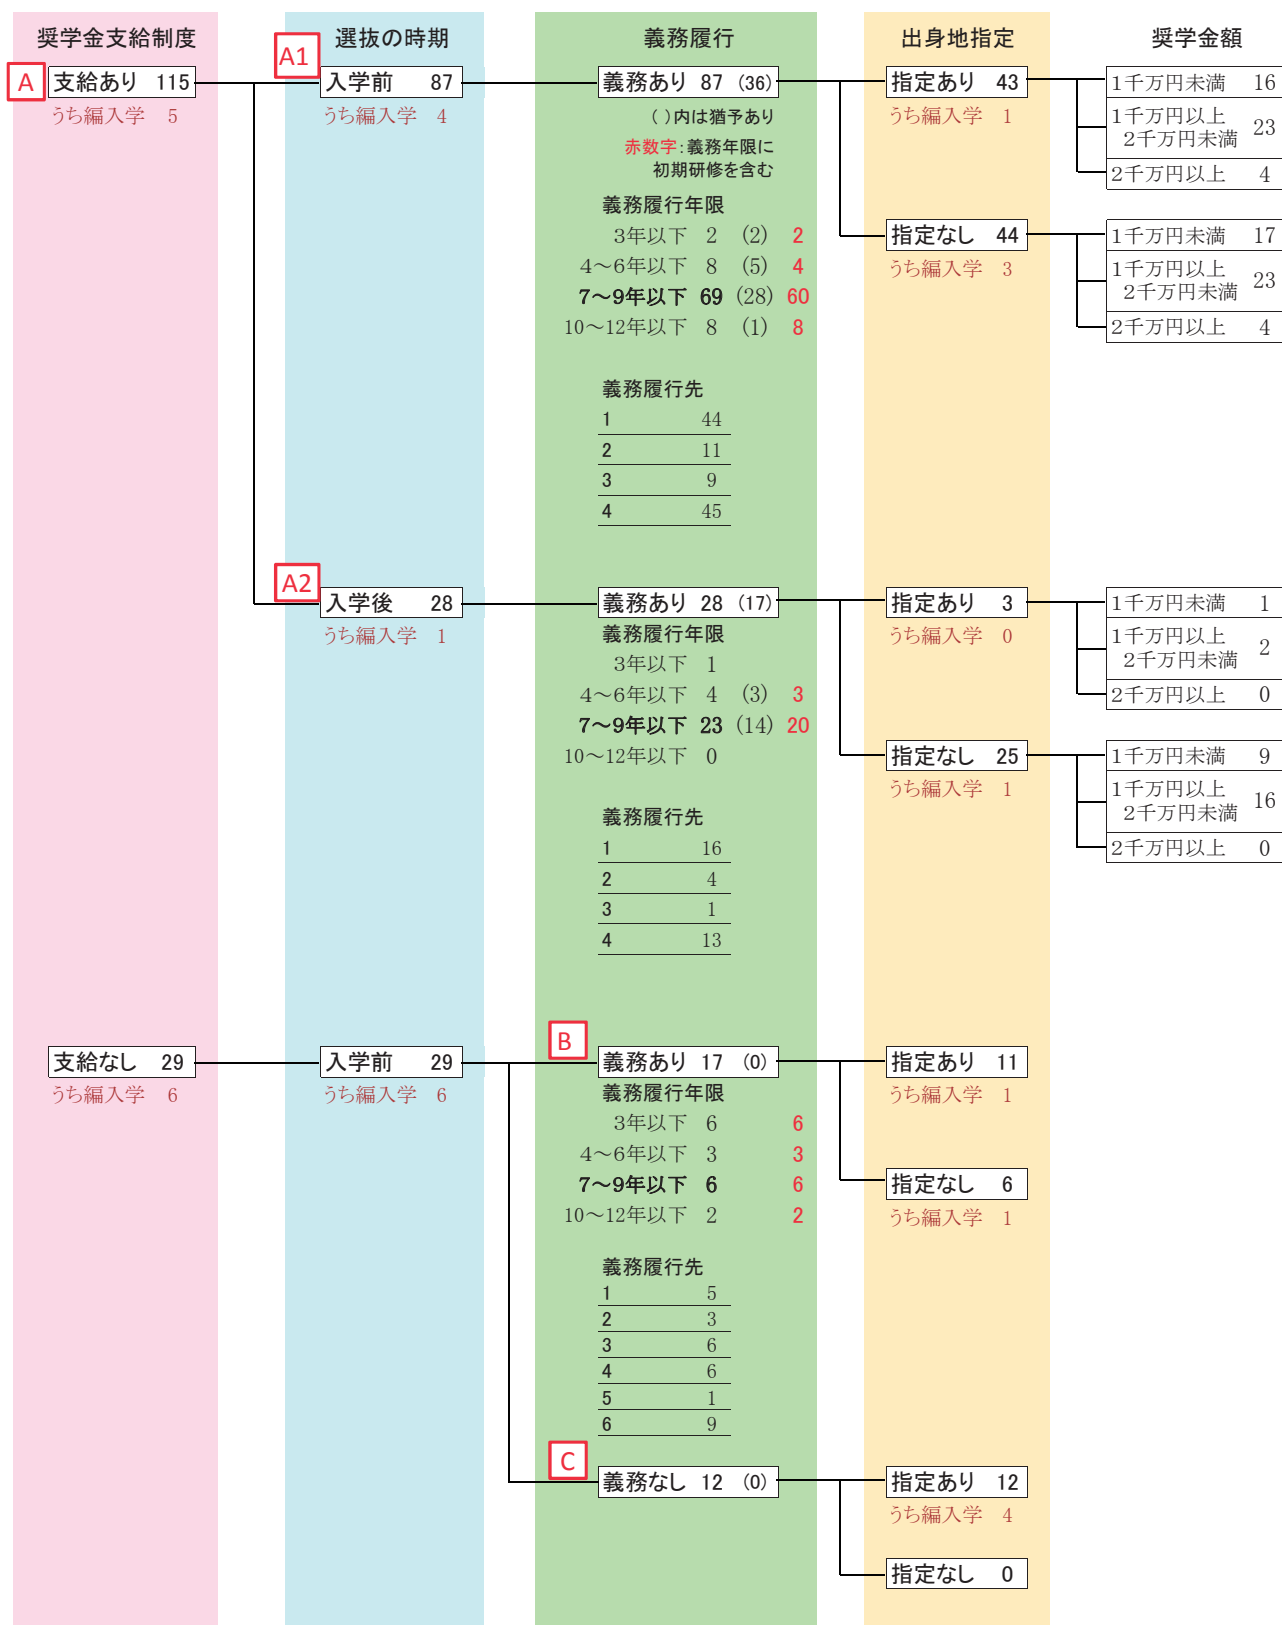 奨学金支給制度 選抜の時期 義務履行 出身地指定 奨学金額
A 支給あり 115
うち編入学 5
A1 入学前 87
うち編入学 4
義務あり 87 (36)
( )内は猶予あり
赤数字:義務年限に
初期研修を含む
義務履行年限
3年以下 2 (2) 2
4～6年以下 8 (5) 4
7～9年以下 69 (28) 60
10～12年以下 8 (1) 8
義務履行先
1 44
2 11
3 9
4 45
指定あり 43
うち編入学 1
1千万円未満 16
1千万円以上
2千万円未満 23
2千万円以上 4
指定なし 44
うち編入学 3
1千万円未満 17
1千万円以上
2千万円未満 23
2千万円以上 4
A2 入学後 28
うち編入学 1
義務あり 28 (17)
義務履行年限
3年以下 1
4～6年以下 4 (3) 3
7～9年以下 23 (14) 20
10～12年以下 0
義務履行先
1 16
2 4
3 1
4 13
指定あり 3
うち編入学 0
1千万円未満 1
1千万円以上
2千万円未満 2
2千万円以上 0
指定なし 25
うち編入学 1
1千万円未満 9
1千万円以上
2千万円未満 16
2千万円以上 0
支給なし 29
うち編入学 6
入学前 29
うち編入学 6
B 義務あり 17 (0)
義務履行年限
3年以下 6 6
4～6年以下 3 3
7～9年以下 6 6
10～12年以下 2 2
義務履行先
1 5
2 3
3 6
4 6
5 1
6 9
指定あり 11
うち編入学 1
指定なし 6
うち編入学 1
C 義務なし 12 (0)
指定あり 12
うち編入学 4
指定なし 0